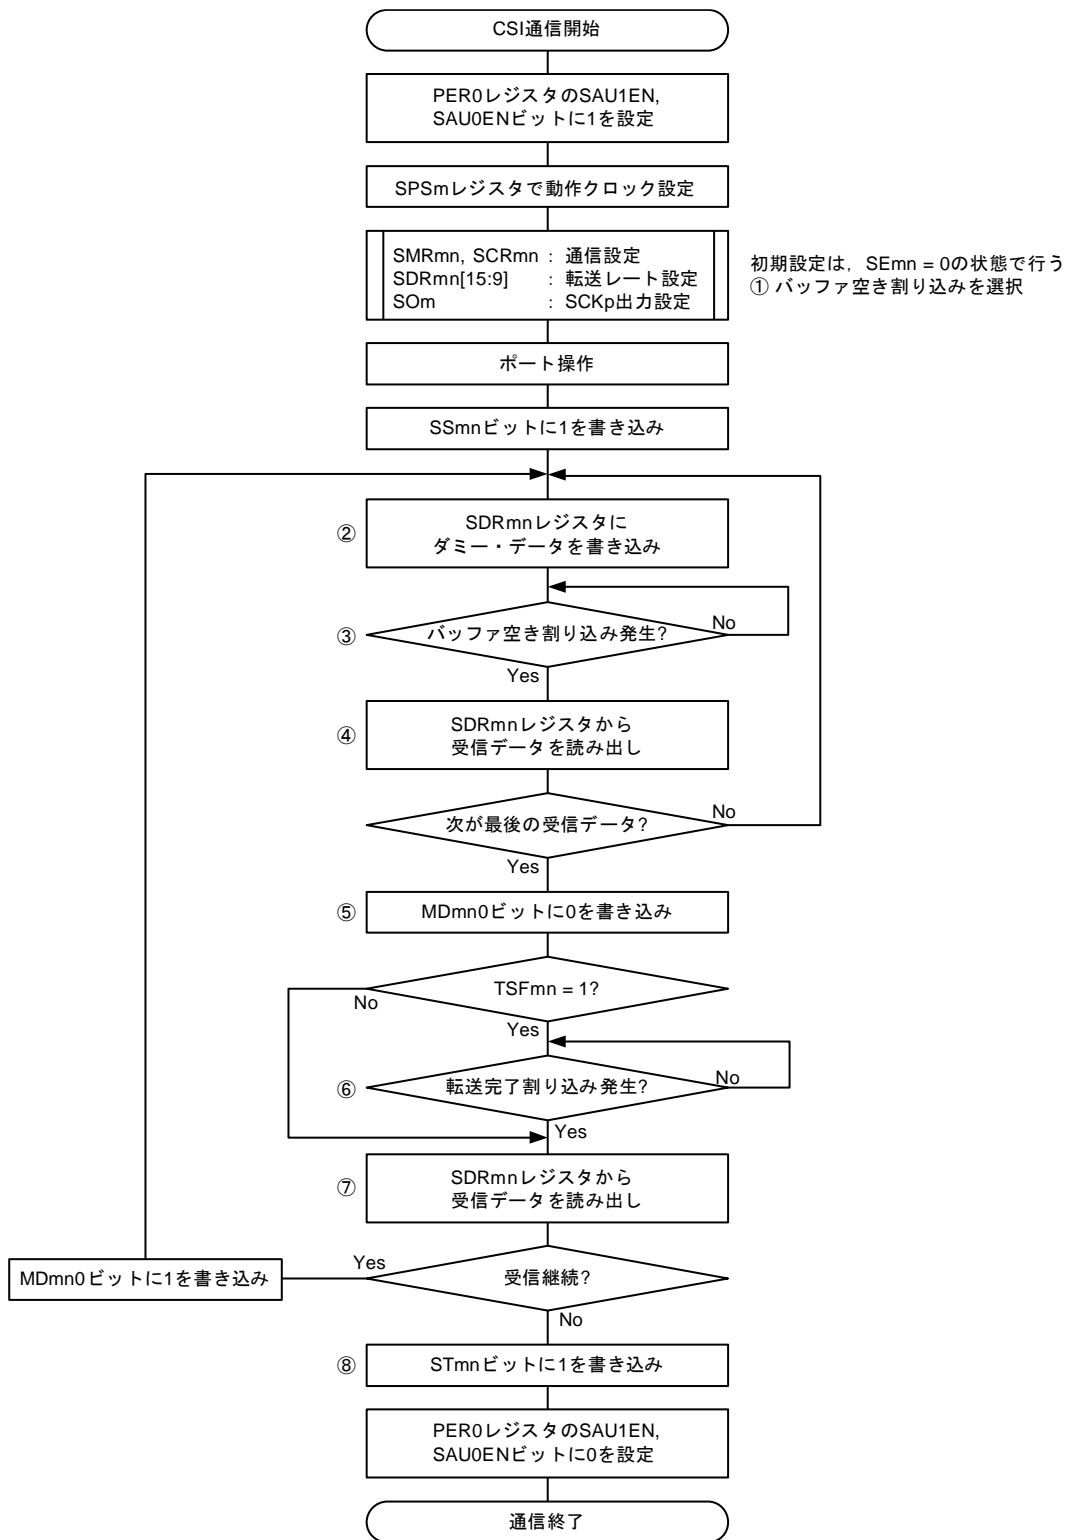 CSI通信開始
PER0レジスタのSAU1EN,
SAU0ENビットに1を設定
SPSmレジスタで動作クロック設定
SMRmn, SCRmn : 通信設定
SDRmn[15:9] : 転送レート設定
SOm : SCKp出力設定
初期設定は，SEmn = 0の状態で行う
① バッファ空き割り込みを選択
ポート操作
SSmnビットに1を書き込み
② SDRmnレジスタに
ダミー・データを書き込み
③ バッファ空き割り込み発生?
No
Yes
④ SDRmnレジスタから
受信データを読み出し
次が最後の受信データ?
No
Yes
⑤ MDmn0ビットに0を書き込み
TSFmn = 1?
No
Yes
⑥ 転送完了割り込み発生?
No
Yes
⑦ SDRmnレジスタから
受信データを読み出し
受信継続?
Yes
MDmn0ビットに1を書き込み
No
⑧ STmnビットに1を書き込み
PER0レジスタのSAU1EN,
SAU0ENビットに0を設定
通信終了